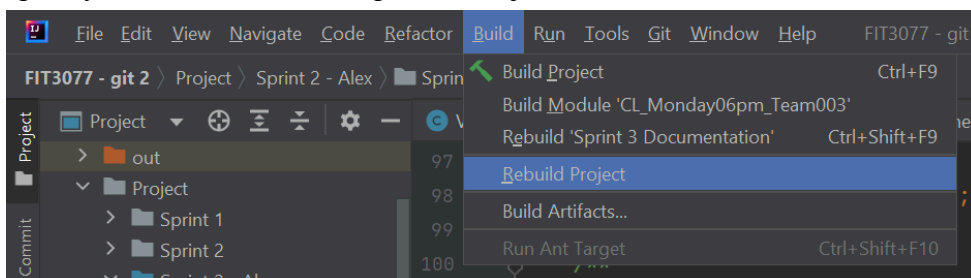 File Edit View Navigate Code Refactor Build Run Tools Git Window Help FIT3077 - git
FIT3077 - git 2 Project Sprint 2 - Alex Sprin
Build Project Ctrl+F9
Build Module 'CL_Monday06pm_Team003'
Rebuild 'Sprint 3 Documentation' Ctrl+Shift+F9
Rebuild Project
Build Artifacts...
Run Ant Target Ctrl+Shift+F10
Project
Commit
Project
out
Project
Sprint 1
Sprint 2
97
98
99
100
/**
;